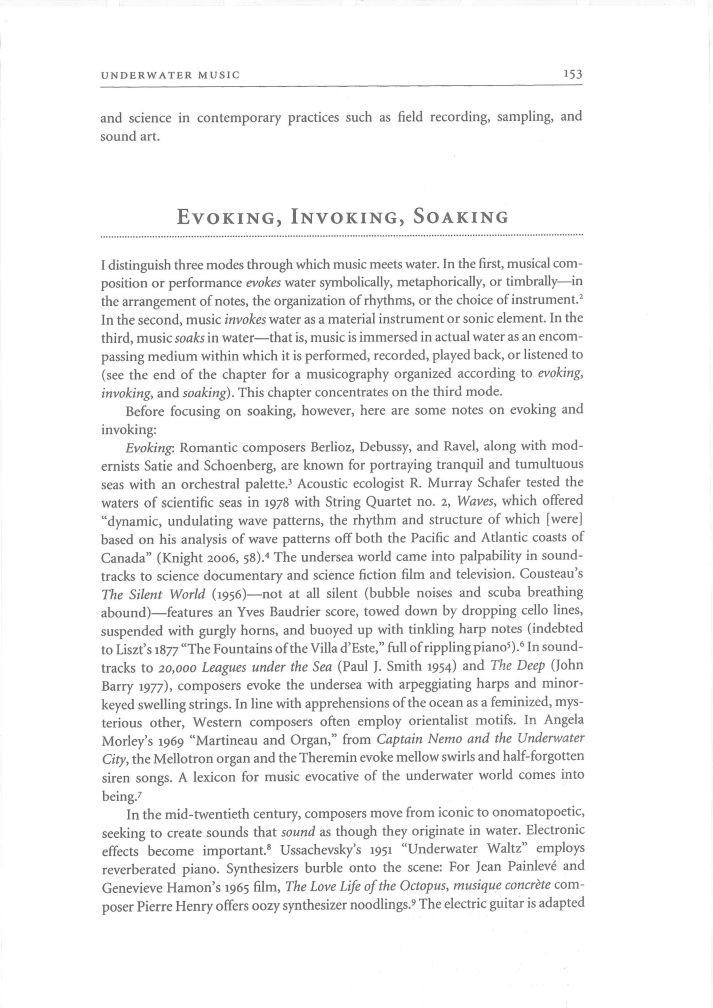 UNDERWATER MUSIC 153
and science in contemporary practices such as field recording, sampling, and
sound art.
EVOKING, INVOKING, SOAKING
I distinguish three modes through which music meets water. In the first, musical com-
position or performance evokes water symbolically, metaphorically, or timbrally—in
the arrangement of notes, the organization of rhythms, or the choice of instrument.²
In the second, music invokes water as a material instrument or sonic element. In the
third, music soaks in water—that is, music is immersed in actual water as an encom-
passing medium within which it is performed, recorded, played back, or listened to
(see the end of the chapter for a musicography organized according to evoking,
invoking, and soaking). This chapter concentrates on the third mode.
Before focusing on soaking, however, here are some notes on evoking and
invoking:
Evoking: Romantic composers Berlioz, Debussy, and Ravel, along with mod-
ernists Satie and Schoenberg, are known for portraying tranquil and tumultuous
seas with an orchestral palette.³ Acoustic ecologist R. Murray Schafer tested the
waters of scientific seas in 1978 with String Quartet no. 2, Waves, which offered
“dynamic, undulating wave patterns, the rhythm and structure of which [were]
based on his analysis of wave patterns off both the Pacific and Atlantic coasts of
Canada” (Knight 2006, 58).⁴ The undersea world came into palpability in sound-
tracks to science documentary and science fiction film and television. Cousteau’s
The Silent World (1956)—not at all silent (bubble noises and scuba breathing
abound)—features an Yves Baudrier score, towed down by dropping cello lines,
suspended with gurgly horns, and buoyed up with tinkling harp notes (indebted
to Liszt’s 1877 “The Fountains of the Villa d’Este,” full of rippling piano⁵).⁶ In sound-
tracks to 20,000 Leagues under the Sea (Paul J. Smith 1954) and The Deep (John
Barry 1977), composers evoke the undersea with arpeggiating harps and minor-
keyed swelling strings. In line with apprehensions of the ocean as a feminized, mys-
terious other, Western composers often employ orientalist motifs. In Angela
Morley’s 1969 “Martineau and Organ,” from Captain Nemo and the Underwater
City, the Mellotron organ and the Theremin evoke mellow swirls and half-forgotten
siren songs. A lexicon for music evocative of the underwater world comes into
being.⁷
In the mid-twentieth century, composers move from iconic to onomatopoetic,
seeking to create sounds that sound as though they originate in water. Electronic
effects become important.⁸ Ussachevsky’s 1951 “Underwater Waltz” employs
reverberated piano. Synthesizers burble onto the scene: For Jean Painlevé and
Genevieve Hamon’s 1965 film, The Love Life of the Octopus, musique concrète com-
poser Pierre Henry offers oozy synthesizer noodlings.⁹ The electric guitar is adapted